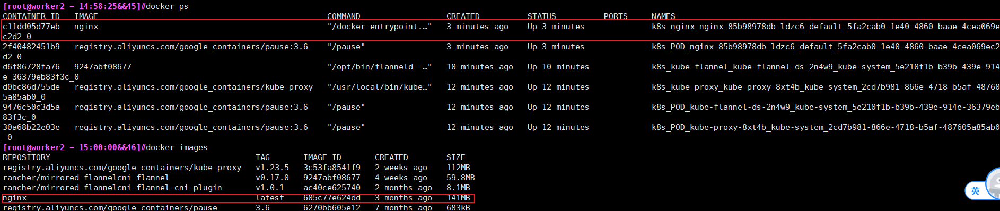 [root@worker2 ~ 14:58:25&&45]#docker ps
CONTAINER ID   IMAGE                                                COMMAND                  CREATED          STATUS          PORTS     NAMES
c11dd05d77eb   nginx                                                "/docker-entrypoint.…"   3 minutes ago    Up 3 minutes              k8s_nginx_nginx-85b98978db-ldzc6_default_5fa2cab0-1e40-4860-baae-4cea069e
c2d2_0
2f40482451b9   registry.aliyuncs.com/google_containers/pause:3.6    "/pause"                 3 minutes ago    Up 3 minutes              k8s_POD_nginx-85b98978db-ldzc6_default_5fa2cab0-1e40-4860-baae-4cea069ec2
d2_0
d6f86728fa76   9247abf08677                                         "/opt/bin/flanneld -…"   10 minutes ago   Up 10 minutes             k8s_kube-flannel_kube-flannel-ds-2n4w9_kube-system_5e210f1b-b39b-439e-914
e-36379eb83f3c_0
d0bc86d755de   registry.aliyuncs.com/google_containers/kube-proxy   "/usr/local/bin/kube…"   12 minutes ago   Up 12 minutes             k8s_kube-proxy_kube-proxy-8xt4b_kube-system_2cd7b981-866e-4718-b5af-48760
5a85ab0_0
9476c50c3d5a   registry.aliyuncs.com/google_containers/pause:3.6    "/pause"                 12 minutes ago   Up 12 minutes             k8s_POD_kube-flannel-ds-2n4w9_kube-system_5e210f1b-b39b-439e-914e-36379eb
83f3c_0
30a68b22e03e   registry.aliyuncs.com/google_containers/pause:3.6    "/pause"                 12 minutes ago   Up 12 minutes             k8s_POD_kube-proxy-8xt4b_kube-system_2cd7b981-866e-4718-b5af-487605a85ab0
_0
[root@worker2 ~ 15:00:00&&46]#docker images
REPOSITORY                                           TAG       IMAGE ID       CREATED        SIZE
registry.aliyuncs.com/google_containers/kube-proxy   v1.23.5   3c53fa8541f9   2 weeks ago    112MB
rancher/mirrored-flannelcni-flannel                  v0.17.0   9247abf08677   4 weeks ago    59.8MB
rancher/mirrored-flannelcni-flannel-cni-plugin       v1.0.1    ac40ce625740   2 months ago   8.1MB
英
nginx                                                latest    605c77e624dd   3 months ago   141MB
registry.aliyuncs.com/google_containers/pause        3.6       6270bb605e12   7 months ago   683kB